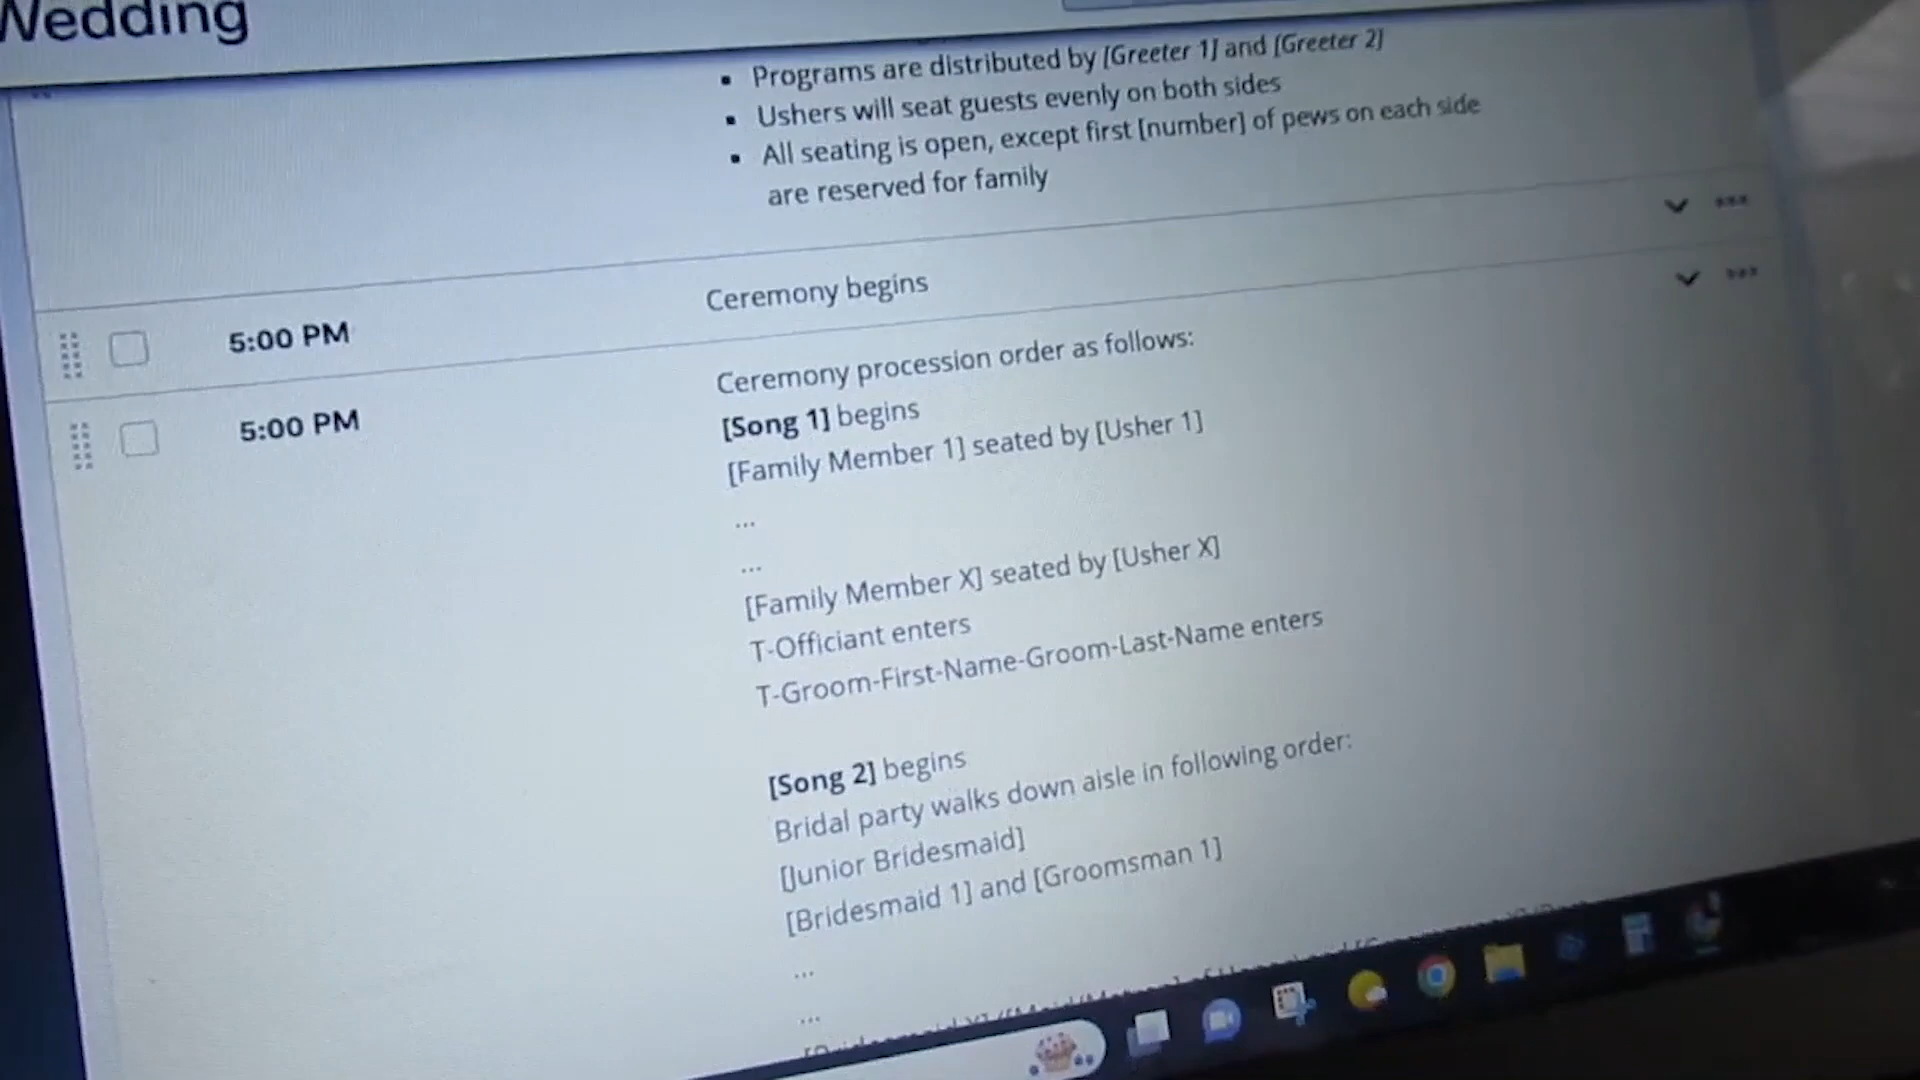 Wedding
▪ Programs are distributed by [Greeter 1] and [Greeter 2]
▪ Ushers will seat guests evenly on both sides
▪ All seating is open, except first [number] of pews on each side
are reserved for family
5:00 PM
Ceremony begins
5:00 PM
Ceremony procession order as follows:
[Song 1] begins
[Family Member 1] seated by [Usher 1]
...
...
[Family Member X] seated by [Usher X]
T-Officiant enters
T-Groom-First-Name-Groom-Last-Name enters
[Song 2] begins
Bridal party walks down aisle in following order:
[Junior Bridesmaid]
[Bridesmaid 1] and [Groomsman 1]
...
...